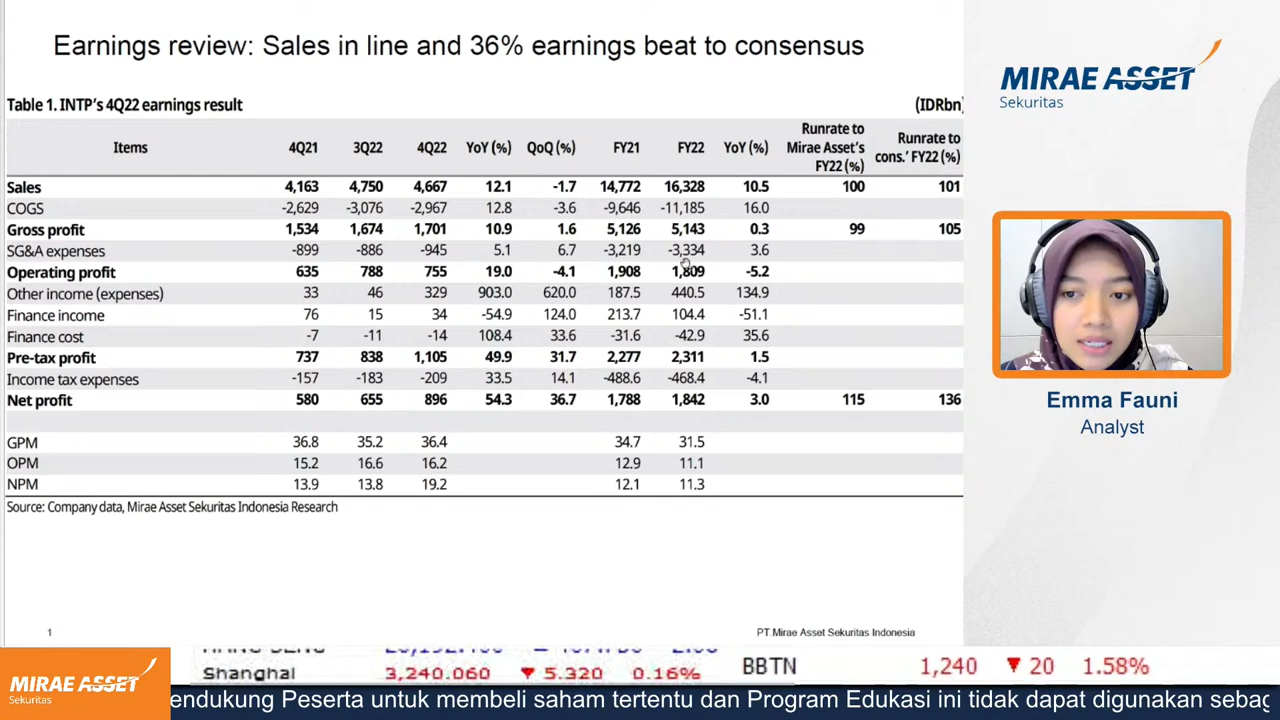 Earnings review: Sales in line and 36% earnings beat to consensus
MIRAE ASSET
Sekuritas
Table 1. INTP's 4Q22 earnings result (IDRbn)
Items 4Q21 3Q22 4Q22 YoY (%) QoQ (%) FY21 FY22 YoY (%) Runrate to Mirae Asset's FY22 (%) Runrate to cons.' FY22 (%)
Sales 4,163 4,750 4,667 12.1 -1.7 14,772 16,328 10.5 100 101
COGS -2,629 -3,076 -2,967 12.8 -3.6 -9,646 -11,185 16.0
Gross profit 1,534 1,674 1,701 10.9 1.6 5,126 5,143 0.3 99 105
SG&A expenses -899 -886 -945 5.1 6.7 -3,219 -3,334 3.6
Operating profit 635 788 755 19.0 -4.1 1,908 1,809 -5.2
Other income (expenses) 33 46 329 903.0 620.0 187.5 440.5 134.9
Finance income 76 15 34 -54.9 124.0 213.7 104.4 -51.1
Finance cost -7 -11 -14 108.4 33.6 -31.6 -42.9 35.6
Pre-tax profit 737 838 1,105 49.9 31.7 2,277 2,311 1.5
Income tax expenses -157 -183 -209 33.5 14.1 -488.6 -468.4 -4.1
Net profit 580 655 896 54.3 36.7 1,788 1,842 3.0 115 136
GPM 36.8 35.2 36.4 34.7 31.5
OPM 15.2 16.6 16.2 12.9 11.1
NPM 13.9 13.8 19.2 12.1 11.3
Source: Company data, Mirae Asset Sekuritas Indonesia Research
Emma Fauni
Analyst
1 PT.Mirae Asset Sekuritas Indonesia
Shanghai 3,240.060 ▼ 5.320 0.16% BBTN 1,240 ▼ 20 1.58%
MIRAE ASSET
Sekuritas
endukung Peserta untuk membeli saham tertentu dan Program Edukasi ini tidak dapat digunakan sebag